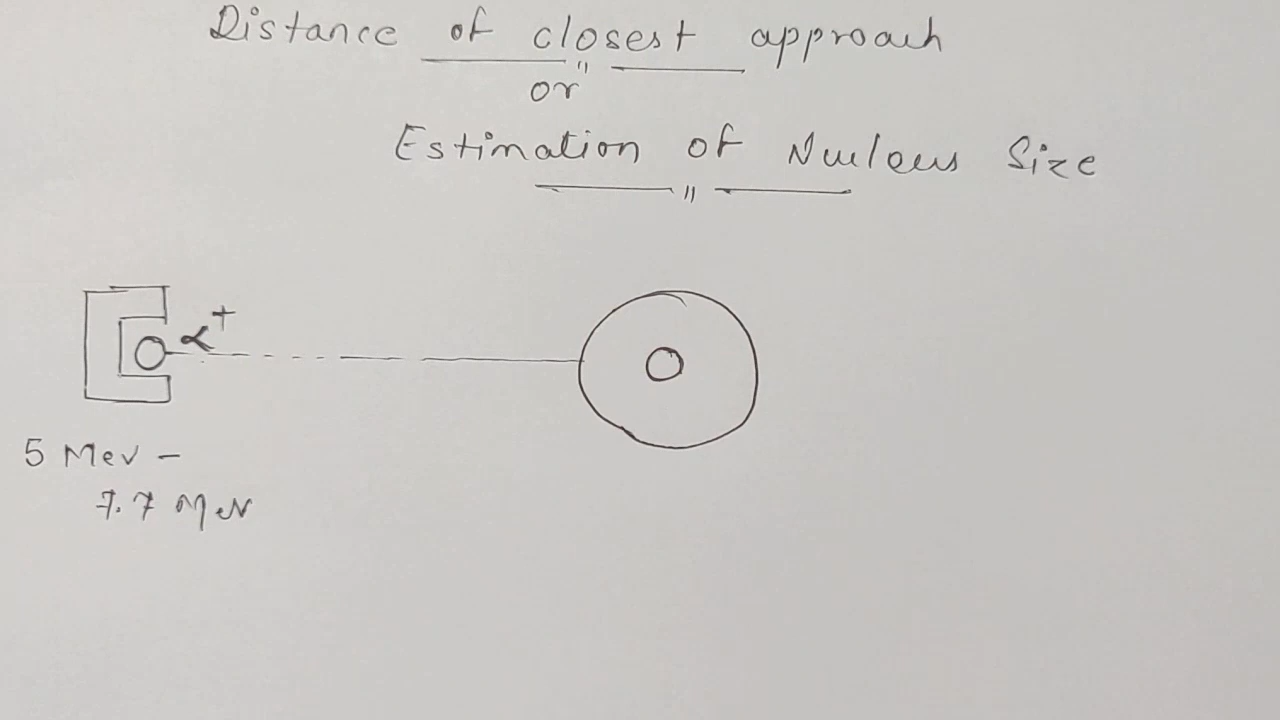 Distance of closest approach
or
Estimation of Nucleus Size
α+
5 Mev -
7.7 Mev